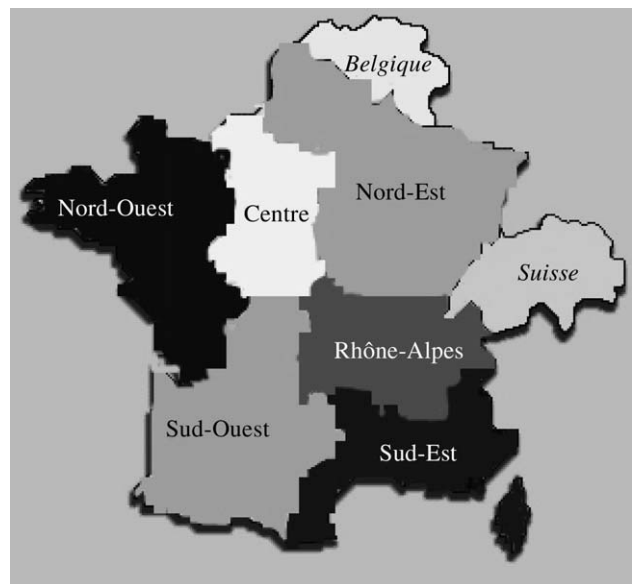 Belgique
Nord-Est
Nord-Ouest
Centre
Suisse
Rhône-Alpes
Sud-Ouest
Sud-Est